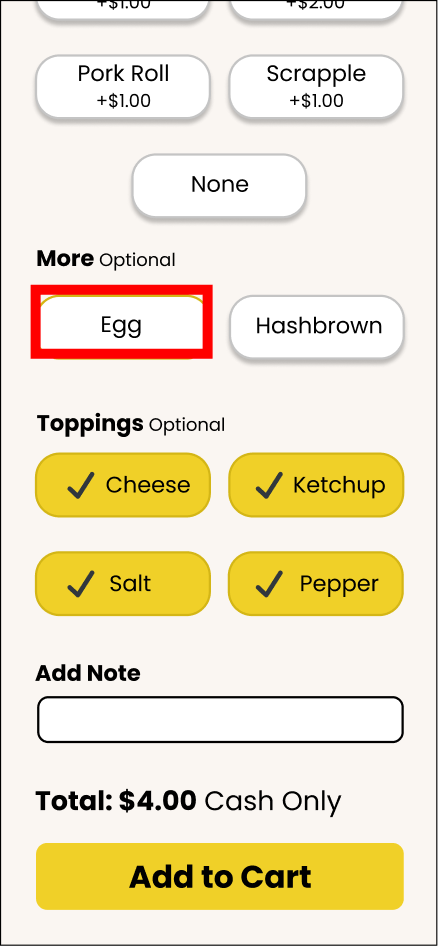 +$1.00 +$2.00
Pork Roll Scrapple
+$1.00 +$1.00
None
More Optional
Egg Hashbrown
Toppings Optional
Cheese Ketchup
Salt Pepper
Add Note
Total: $4.00 Cash Only
Add to Cart